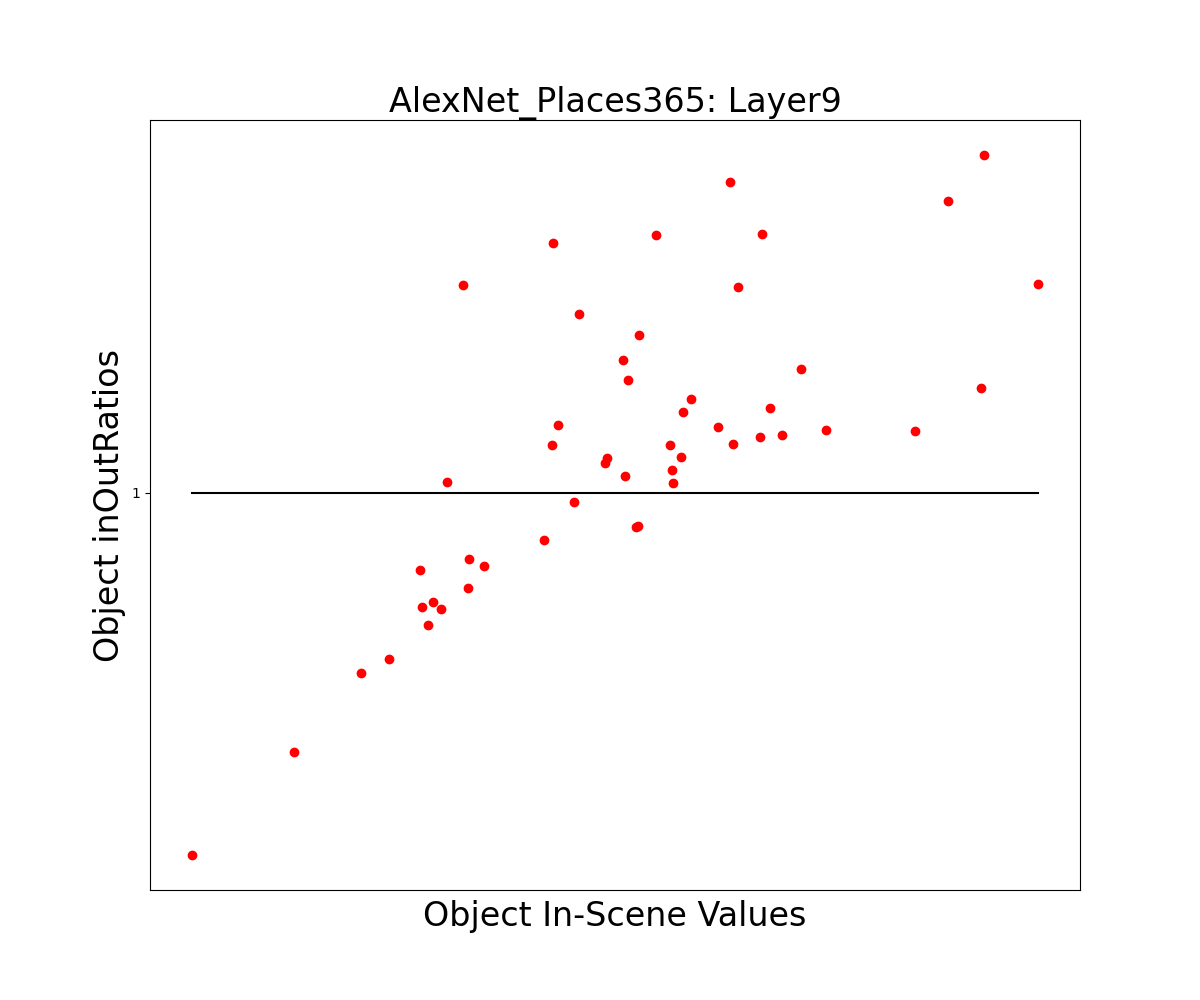 AlexNet_Places365: Layer9
Object inOutRatios
1
Object In-Scene Values